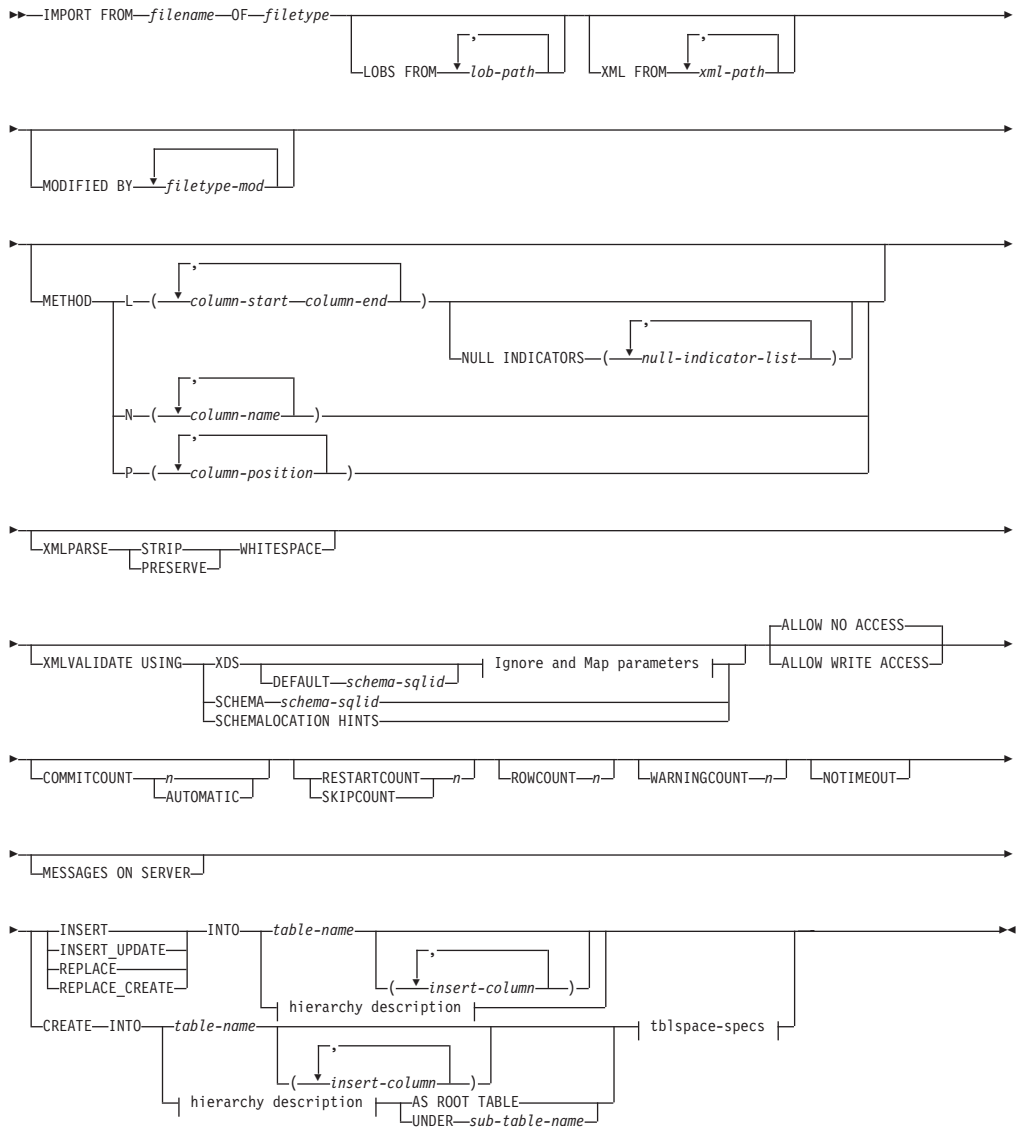 IMPORT FROM filename OF filetype
,
LOBS FROM lob-path
,
XML FROM xml-path
MODIFIED BY filetype-mod
,
METHOD L ( column-start column-end )
,
NULL INDICATORS ( null-indicator-list )
,
N ( column-name )
,
P ( column-position )
XMLPARSE STRIP WHITESPACE
PRESERVE
ALLOW NO ACCESS
XMLVALIDATE USING XDS Ignore and Map parameters ALLOW WRITE ACCESS
DEFAULT schema-sqlid
SCHEMA schema-sqlid
SCHEMALOCATION HINTS
COMMITCOUNT n RESTARTCOUNT n ROWCOUNT n WARNINGCOUNT n NOTIMEOUT
AUTOMATIC SKIPCOUNT
MESSAGES ON SERVER
INSERT INTO table-name
INSERT_UPDATE ,
REPLACE ( insert-column )
REPLACE_CREATE hierarchy description
CREATE INTO table-name tblspace-specs
,
( insert-column )
hierarchy description AS ROOT TABLE
UNDER sub-table-name